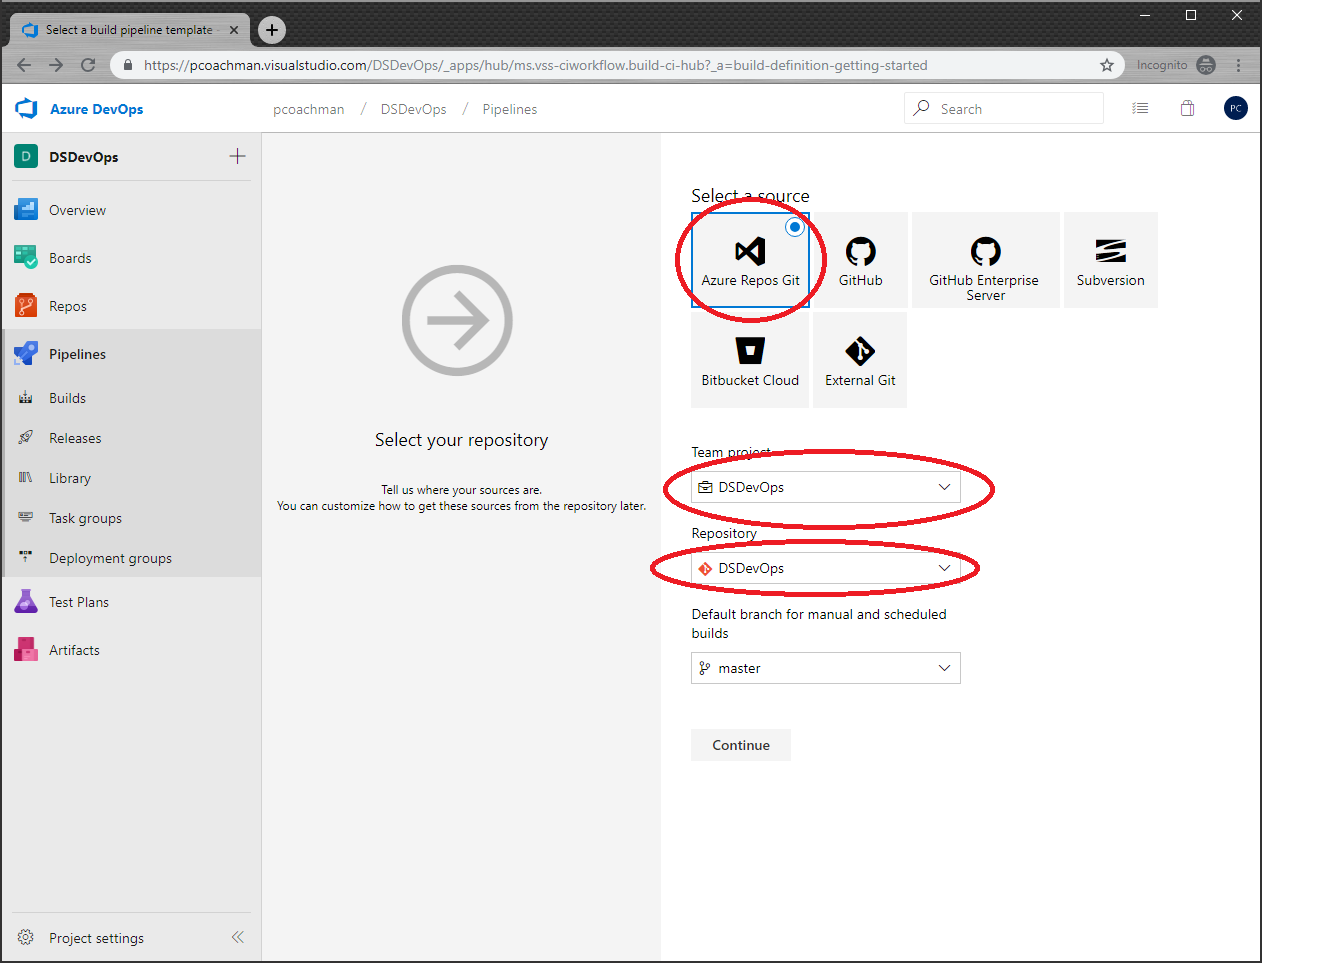 Select a build pipeline template
https://pcoachman.visualstudio.com/DSDevOps/_apps/hub/ms.vss-ciworkflow.build-ci-hub?_a=build-definition-getting-started
Incognito
Azure DevOps
pcoachman / DSDevOps / Pipelines
Search
PC
D DSDevOps
Overview
Boards
Repos
Pipelines
Builds
Releases
Library
Task groups
Deployment groups
Test Plans
Artifacts
Project settings
Select your repository
Tell us where your sources are.
You can customize how to get these sources from the repository later.
Select a source
Azure Repos Git
GitHub
GitHub Enterprise
Server
Subversion
Bitbucket Cloud
External Git
Team project
DSDevOps
Repository
DSDevOps
Default branch for manual and scheduled
builds
master
Continue